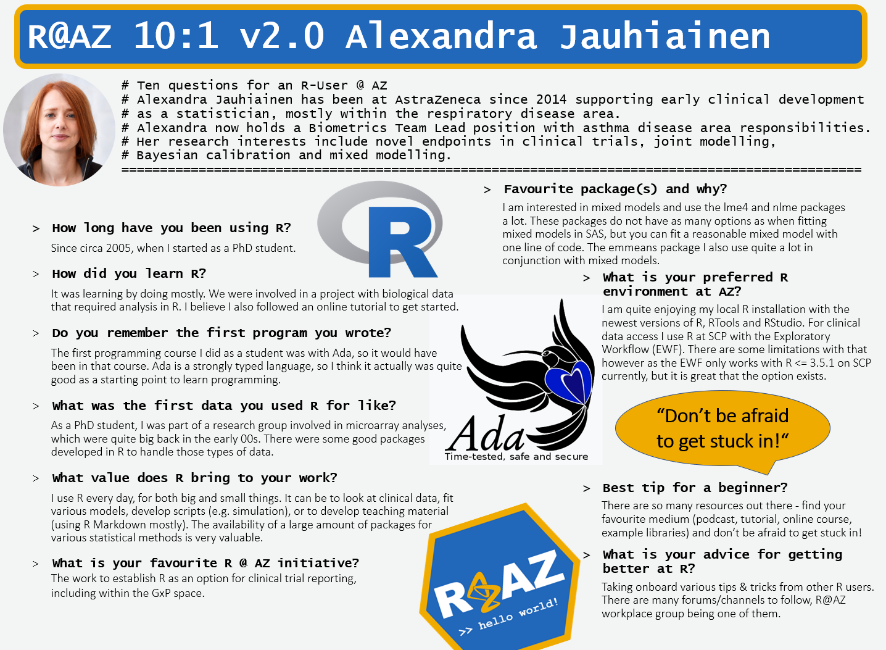 R@AZ 10:1 v2.0 Alexandra Jauhiainen
# Ten questions for an R-User @ AZ
# Alexandra Jauhiainen has been at AstraZeneca since 2014 supporting early clinical development
# as a statistician, mostly within the respiratory disease area.
# Alexandra now holds a Biometrics Team Lead position with asthma disease area responsibilities.
# Her research interests include novel endpoints in clinical trials, joint modelling,
# Bayesian calibration and mixed modelling.
================================================================================================
> How long have you been using R?
Since circa 2005, when I started as a PhD student.
> How did you learn R?
It was learning by doing mostly. We were involved in a project with biological data
that required analysis in R. I believe I also followed an online tutorial to get started.
> Do you remember the first program you wrote?
The first programming course I did as a student was with Ada, so it would have
been in that course. Ada is a strongly typed language, so I think it actually was quite
good as a starting point to learn programming.
> What was the first data you used R for like?
As a PhD student, I was part of a research group involved in microarray analyses,
which were quite big back in the early 00s. There were some good packages
developed in R to handle those types of data.
> What value does R bring to your work?
I use R every day, for both big and small things. It can be to look at clinical data, fit
various models, develop scripts (e.g. simulation), or to develop teaching material
(using R Markdown mostly). The availability of a large amount of packages for
various statistical methods is very valuable.
> What is your favourite R @ AZ initiative?
The work to establish R as an option for clinical trial reporting,
including within the GxP space.
R
Ada
Time-tested, safe and secure
R AZ
>> hello world!
> Favourite package(s) and why?
I am interested in mixed models and use the lme4 and nlme packages
a lot. These packages do not have as many options as when fitting
mixed models in SAS, but you can fit a reasonable mixed model with
one line of code. The emmeans package I also use quite a lot in
conjunction with mixed models.
> What is your preferred R
environment at AZ?
I am quite enjoying my local R installation with the
newest versions of R, RTools and RStudio. For clinical
data access I use R at SCP with the Exploratory
Workflow (EWF). There are some limitations with that
however as the EWF only works with R <= 3.5.1 on SCP
currently, but it is great that the option exists.
“Don’t be afraid
to get stuck in!“
> Best tip for a beginner?
There are so many resources out there - find your
favourite medium (podcast, tutorial, online course,
example libraries) and don’t be afraid to get stuck in!
> What is your advice for getting
better at R?
Taking onboard various tips & tricks from other R users.
There are many forums/channels to follow, R@AZ
workplace group being one of them.